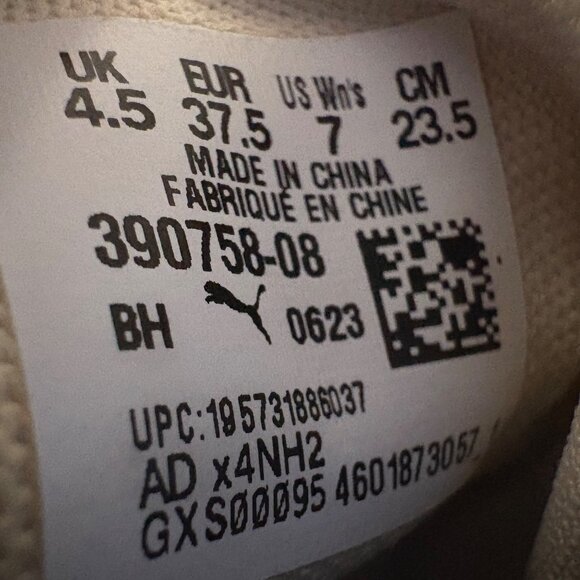 UK EUR US Wn's CM
4.5 37.5 7 23.5
MADE IN CHINA
FABRIQUÉ EN CHINE
390758-08
BH 0623
UPC:195731886037
AD x4NH2
GXS00095 4601873057